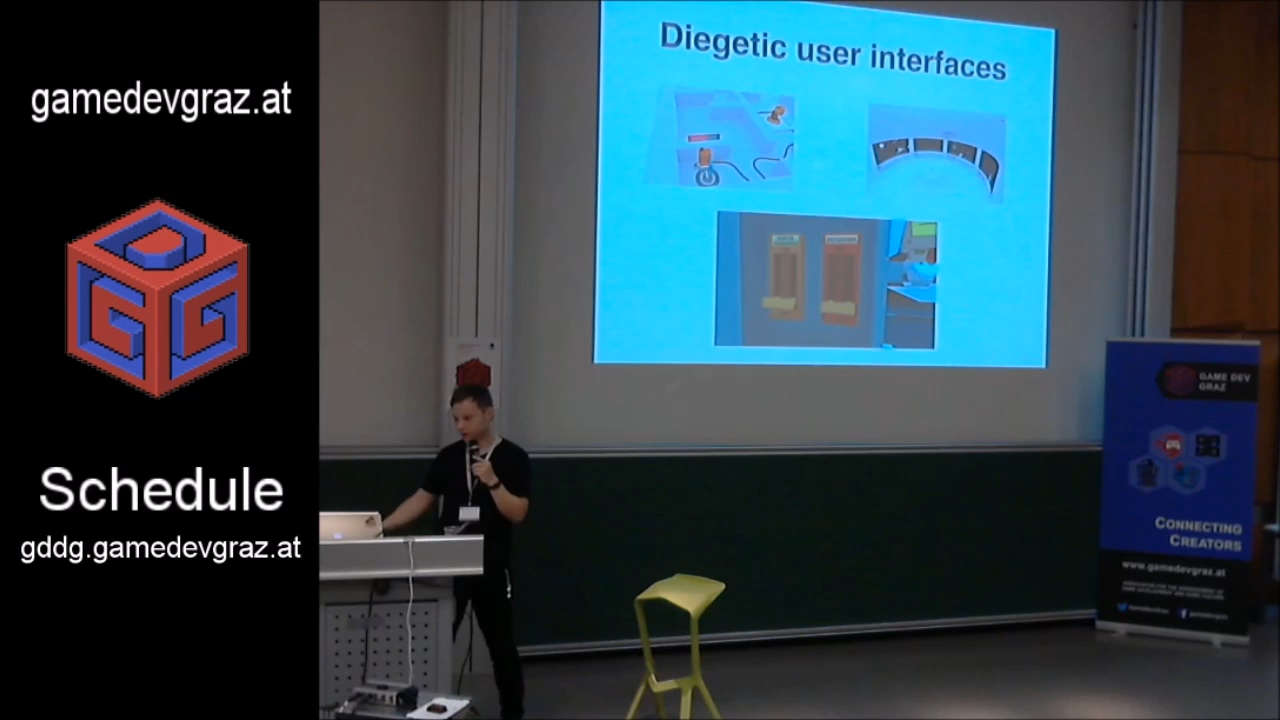 gamedevgraz.at
Schedule
gddg.gamedevgraz.at
Diegetic user interfaces
GAME DEV
GRAZ
CONNECTING
CREATORS
www.gamedevgraz.at